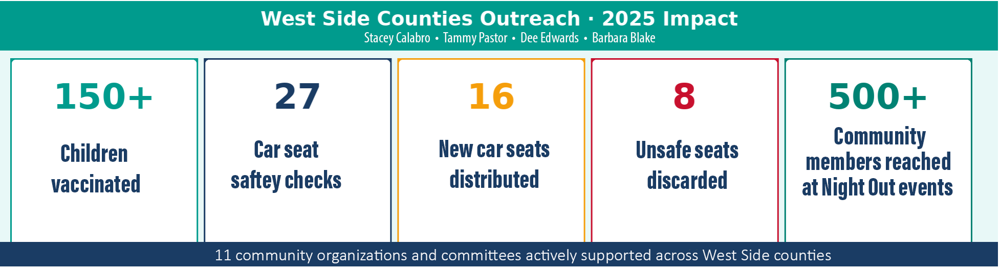 West Side Counties Outreach · 2025 Impact
Stacey Calabro • Tammy Pastor • Dee Edwards • Barbara Blake
150+
Children
vaccinated
27
Car seat
saftey checks
16
New car seats
distributed
8
Unsafe seats
discarded
500+
Community
members reached
at Night Out events
11 community organizations and committees actively supported across West Side counties